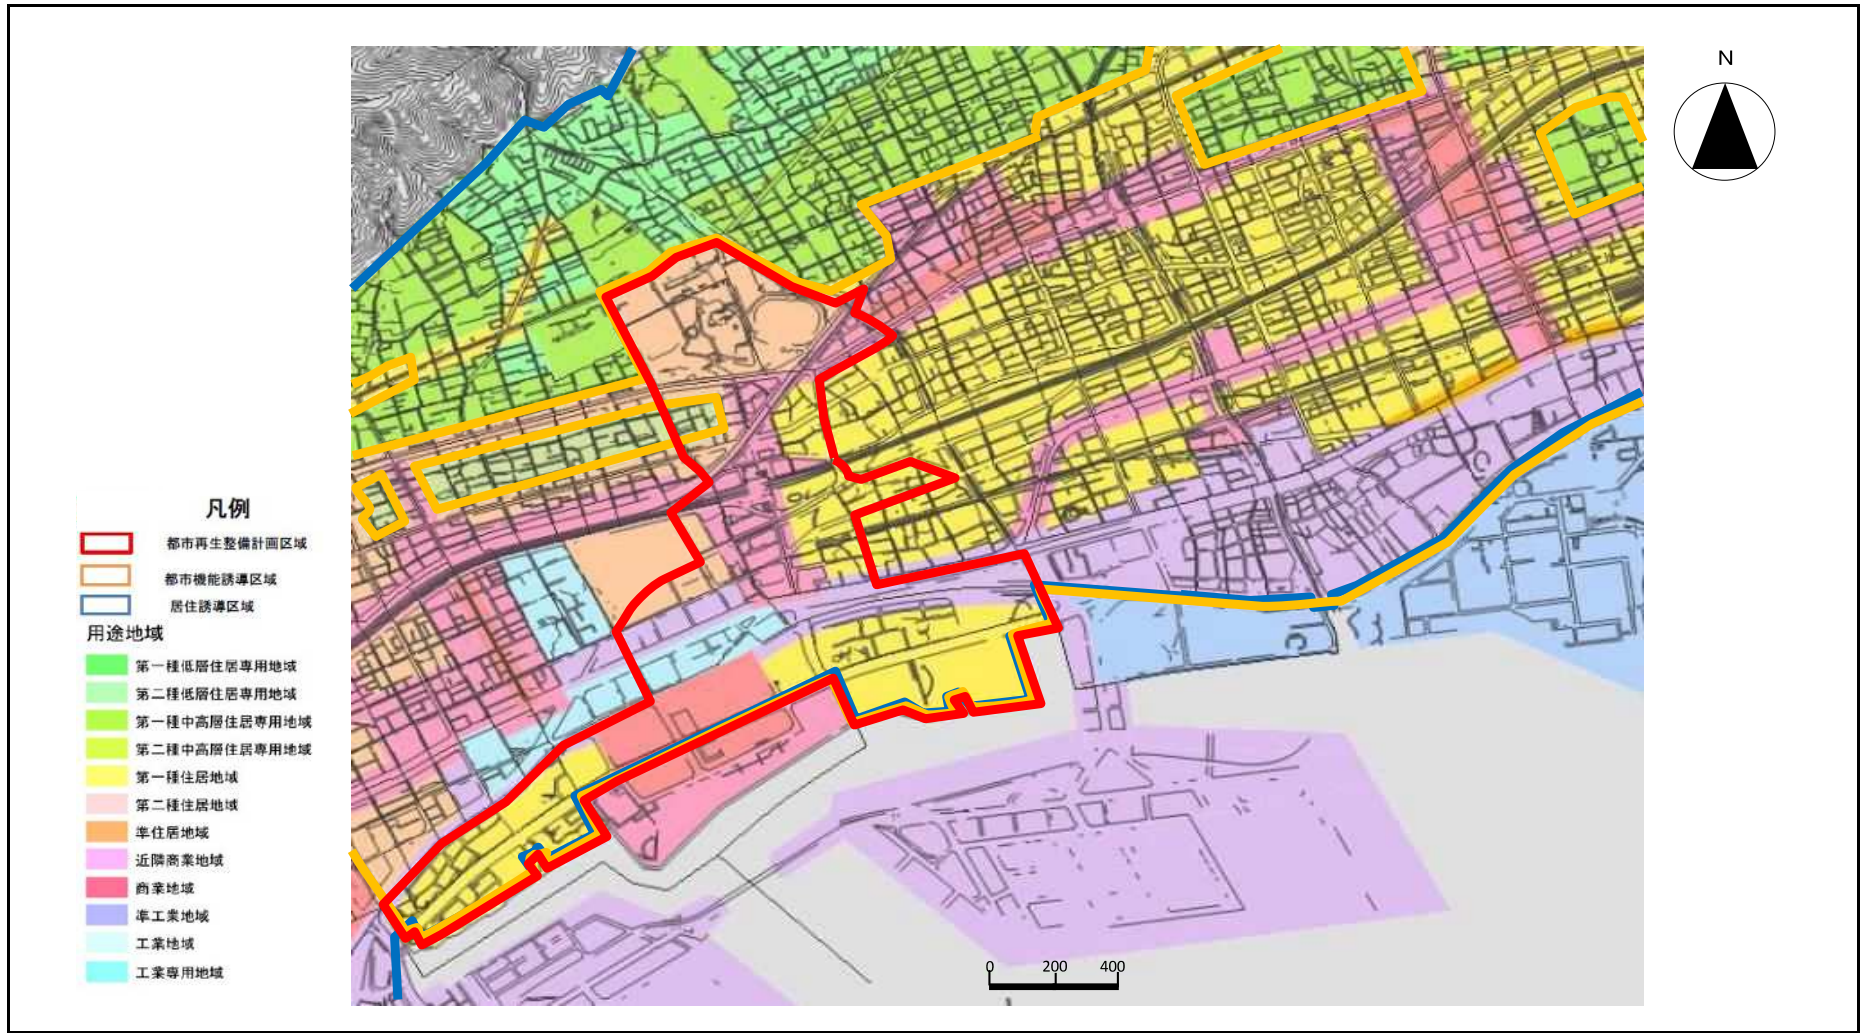 N
凡例
都市再生整備計画区域
都市機能誘導区域
居住誘導区域
用途地域
第一種低層住居専用地域
第二種低層住居専用地域
第一種中高層住居専用地域
第二種中高層住居専用地域
第一種住居地域
第二種住居地域
準住居地域
近隣商業地域
商業地域
準工業地域
工業地域
工業専用地域
0 200 400